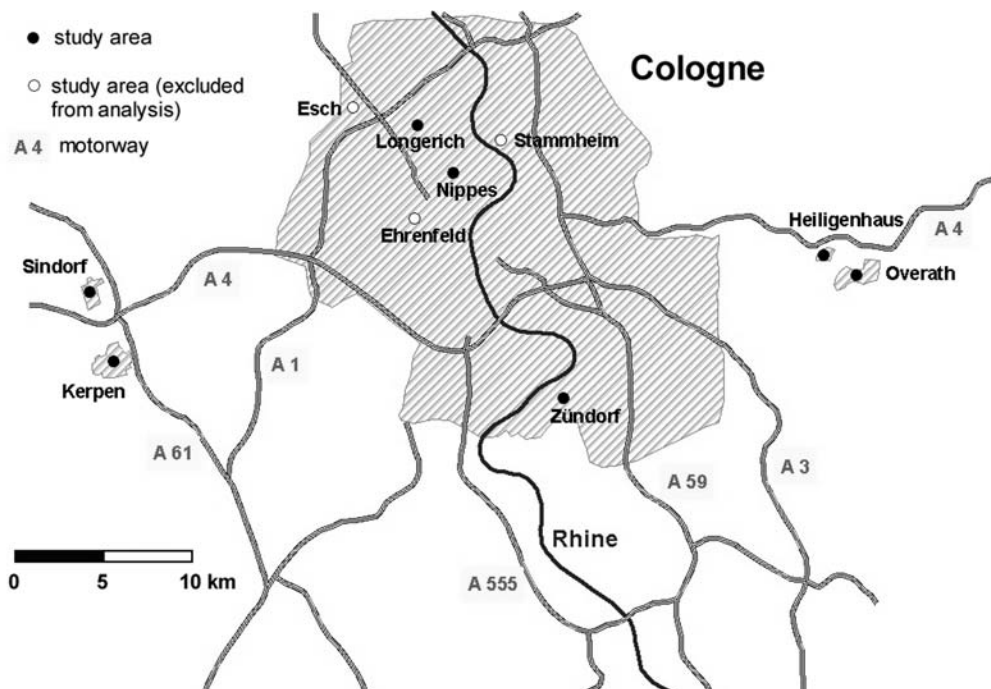 study area
study area (excluded
from analysis)
A 4 motorway
Cologne
Esch
Longerich
Stammheim
Nippes
Ehrenfeld
Heiligenhaus
A 4
Overath
Sindorf
A 4
Kerpen
A 1
Zündorf
A 61
A 59
A 3
Rhine
A 555
0 5 10 km